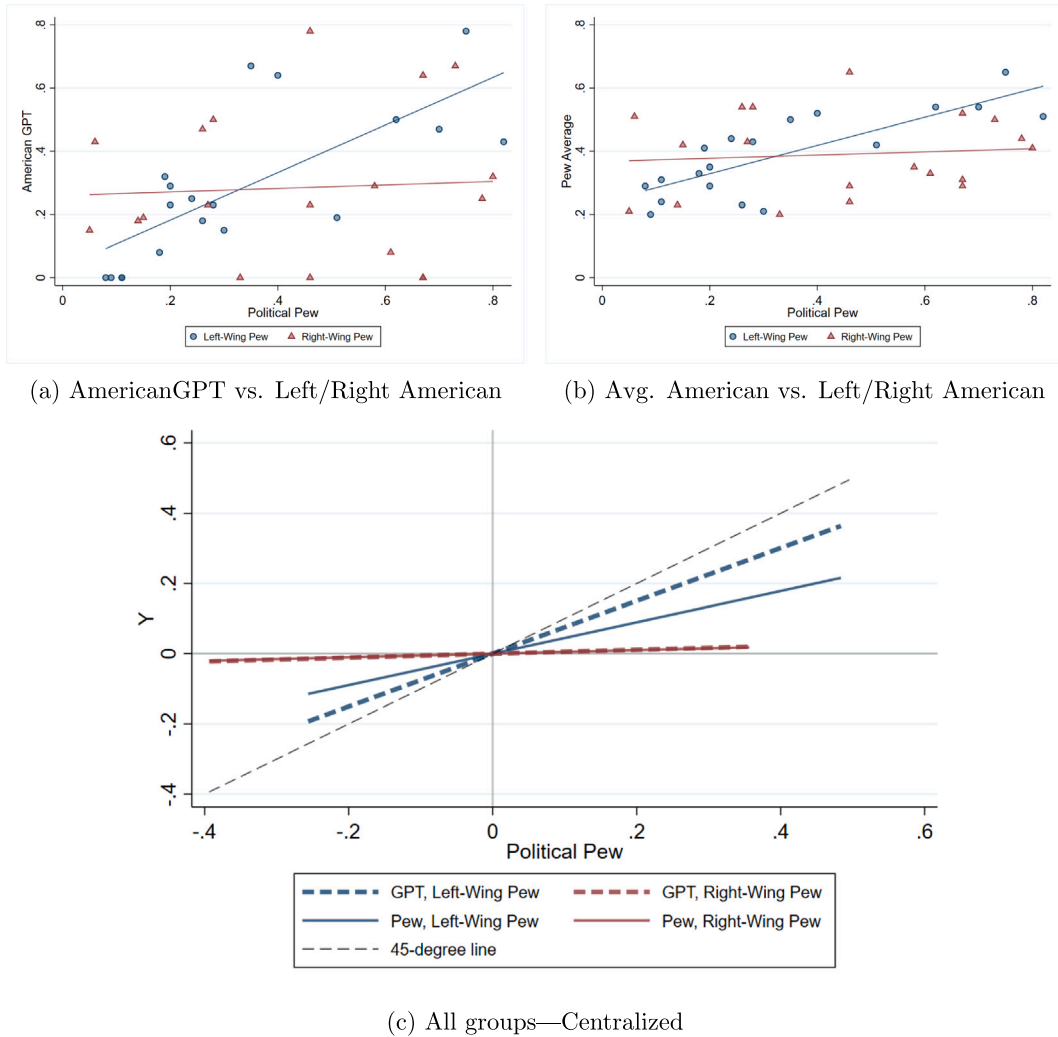 American GPT
.8
.6
.4
.2
0
0 .2 .4 .6 .8
Political Pew
Left-Wing Pew Right-Wing Pew
Pew Average
.8
.6
.4
.2
0
0 .2 .4 .6 .8
Political Pew
Left-Wing Pew Right-Wing Pew
(a) AmericanGPT vs. Left/Right American
(b) Avg. American vs. Left/Right American
Y
.6
.4
.2
0
-.2
-.4
-.4 -.2 0 .2 .4 .6
Political Pew
GPT, Left-Wing Pew GPT, Right-Wing Pew
Pew, Left-Wing Pew Pew, Right-Wing Pew
45-degree line
(c) All groups—Centralized